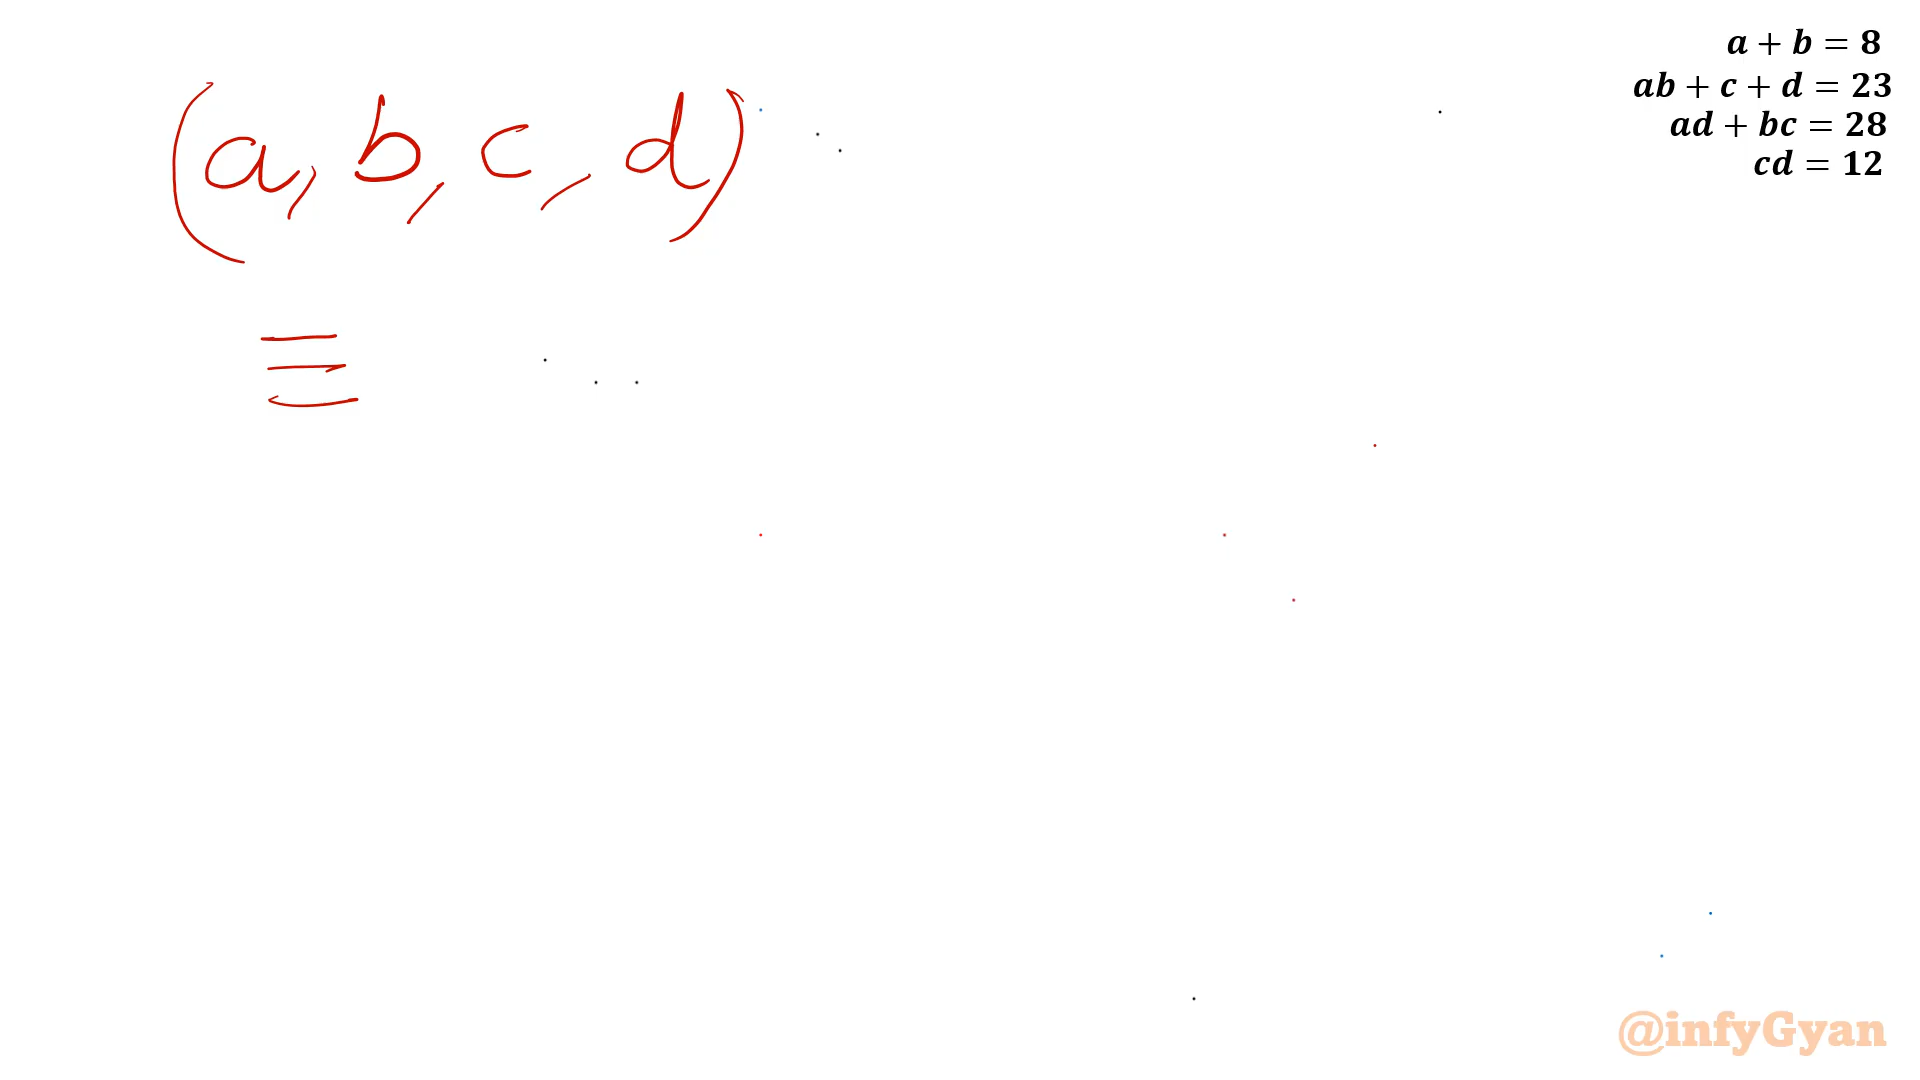 a + b = 8
ab + c + d = 23
ad + bc = 28
cd = 12
(a, b, c, d)
≡
@infyGyan